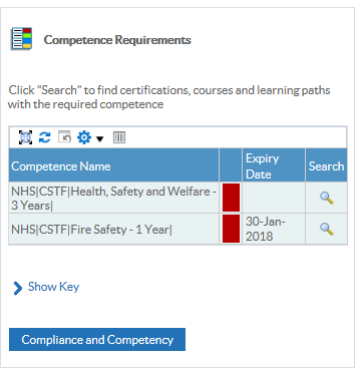 Competence Requirements
Click "Search" to find certifications, courses and learning paths
with the required competence
Competence Name Expiry Date Search
NHS|CSTF|Health, Safety and Welfare -
3 Years|
NHS|CSTF|Fire Safety - 1 Year| 30-Jan-
2018
Show Key
Compliance and Competency